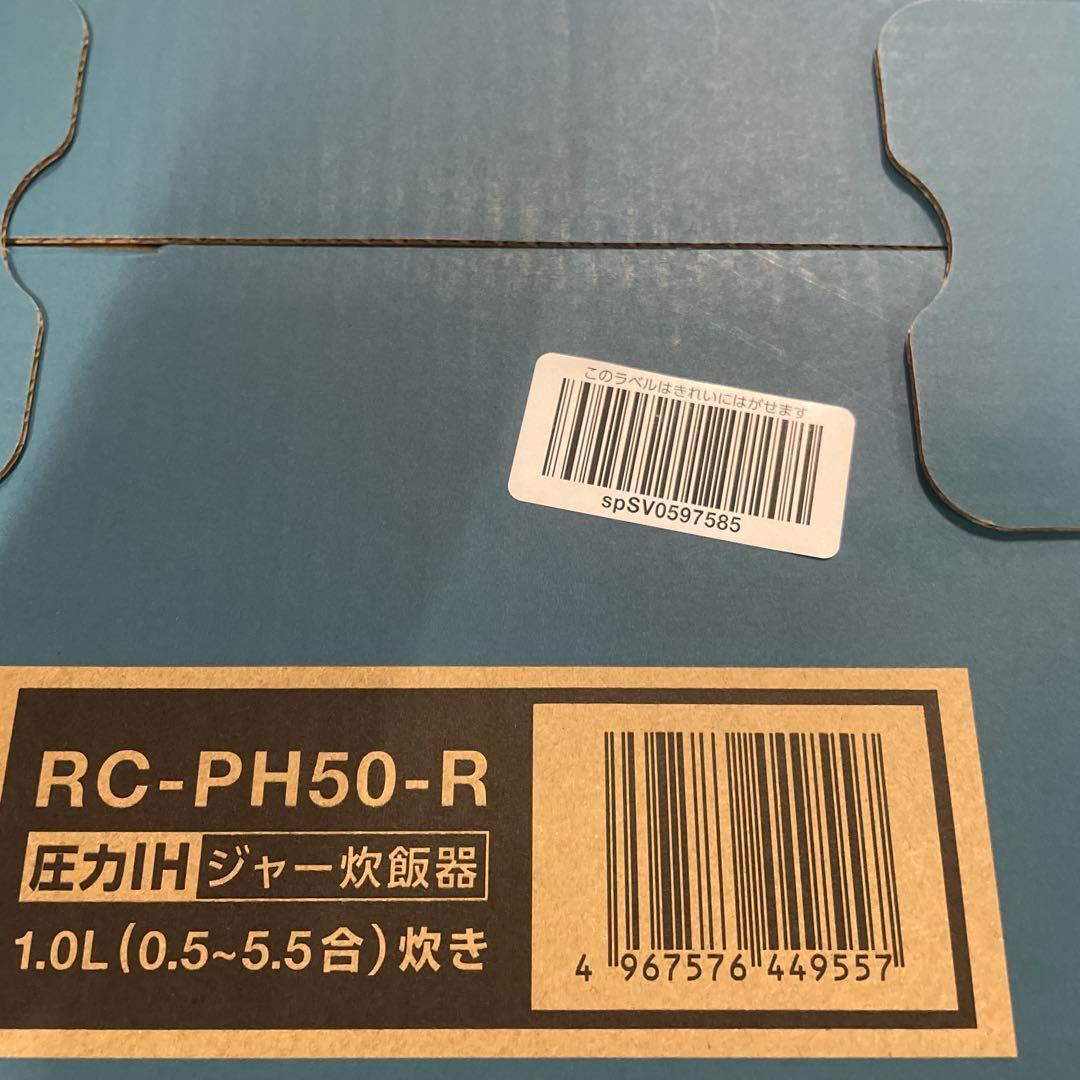 このラベルはきれいにはがせます
spSV0597585
RC-PH50-R
圧力IH ジャー炊飯器
1.0L(0.5~5.5合)炊き
4 967576 449557